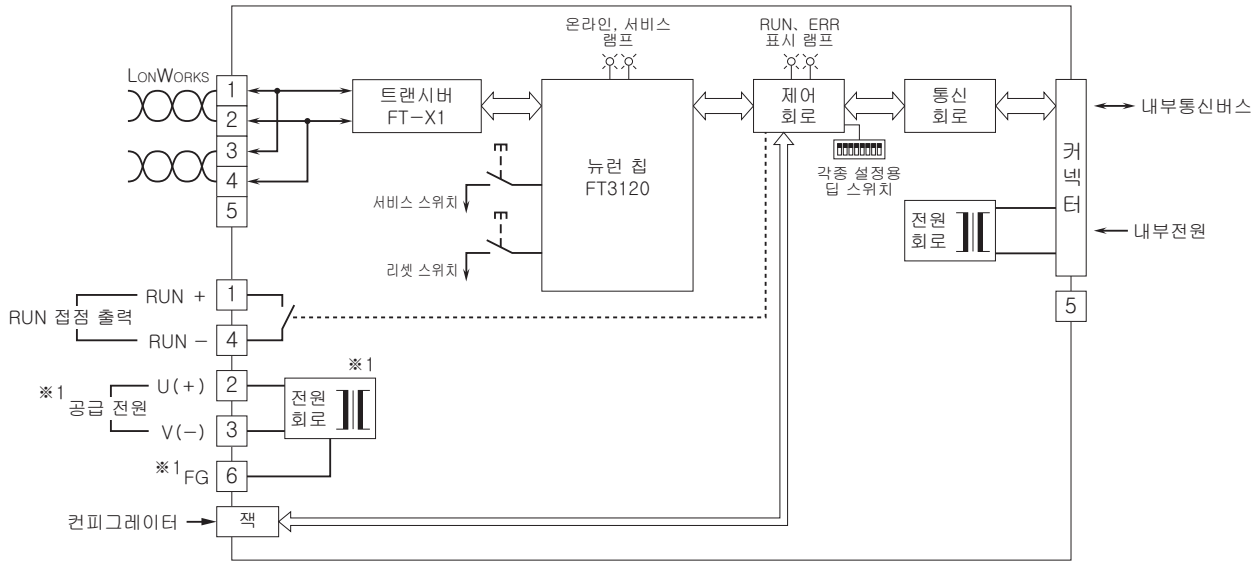 온라인, 서비스
램프
RUN、ERR
표시 램프
LONWORKS
1
2
3
4
5
트랜시버
FT-X1
뉴런 칩
FT3120
제어
회로
통신
회로
커넥터
내부통신버스
각종 설정용
딥 스위치
서비스 스위치
리셋 스위치
전원
회로
내부전원
5
RUN 접점 출력
RUN +
1
RUN −
4
※1 공급 전원
U(+)
2
V(−)
3
※1
전원
회로
※1 FG
6
컨피그레이터
잭